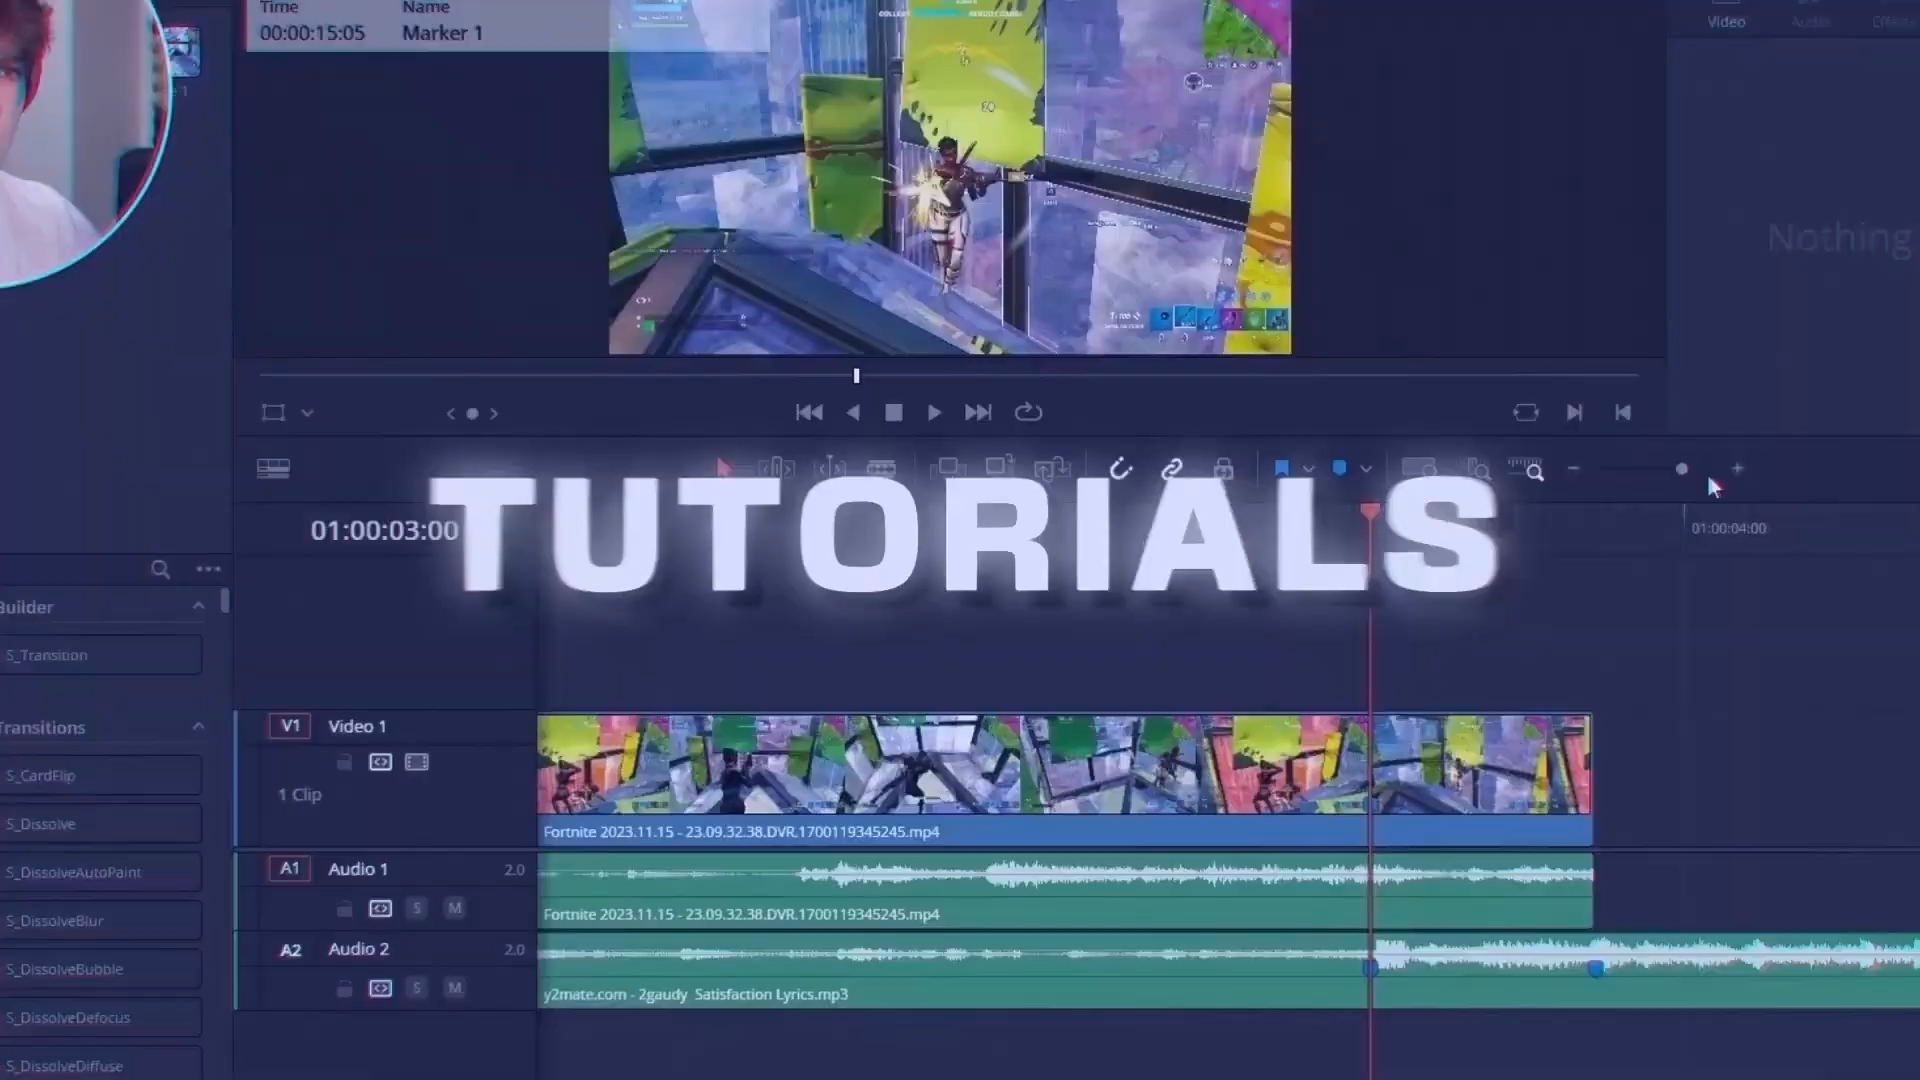 Time Name
00:00:15:05 Marker 1
Video Audio Effects
Nothing
01:00:03:00
TUTORIALS
01:00:04:00
Builder
S_Transition
Transitions
S_CardFlip
S_Dissolve
S_DissolveAutoPaint
S_DissolveBlur
S_DissolveBubble
S_DissolveDefocus
S_DissolveDiffuse
V1 Video 1
1 Clip
Fortnite 2023.11.15 - 23.09.32.38.DVR.1700119345245.mp4
A1 Audio 1 2.0
S M
Fortnite 2023.11.15 - 23.09.32.38.DVR.1700119345245.mp4
A2 Audio 2 2.0
S M
y2mate.com - 2gaudy Satisfaction Lyrics.mp3